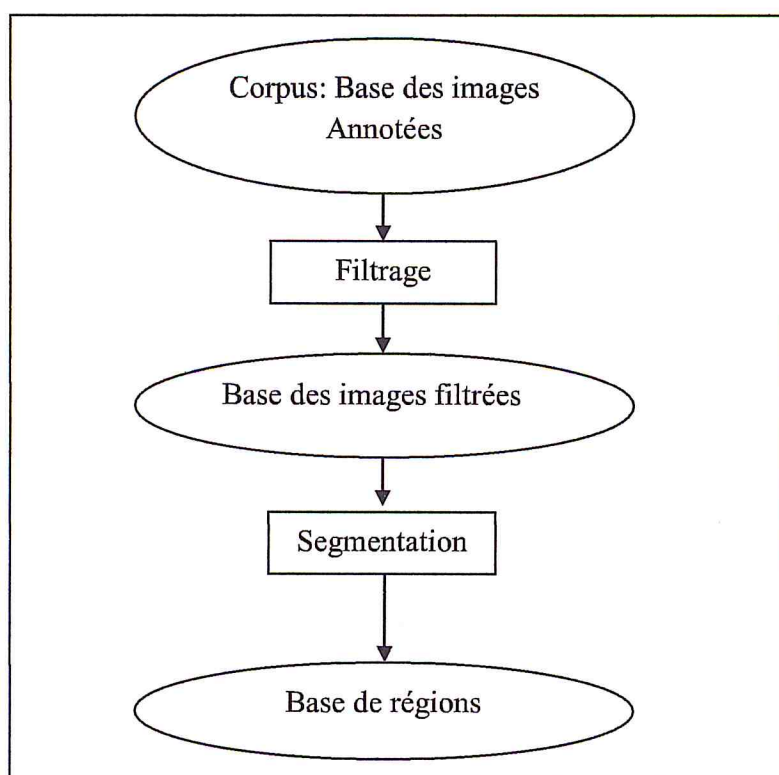 Corpus: Base des images
Annotées
Filtrage
Base des images filtrées
Segmentation
Base de régions